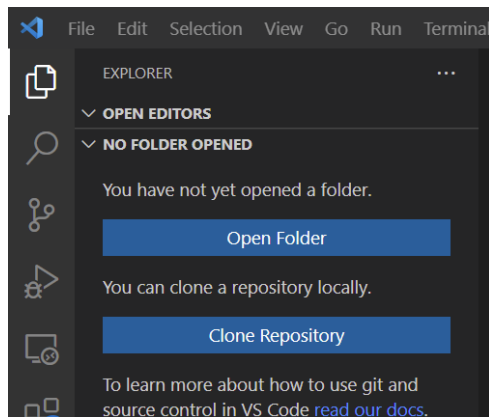 File Edit Selection View Go Run Terminal
EXPLORER
OPEN EDITORS
NO FOLDER OPENED
You have not yet opened a folder.
Open Folder
You can clone a repository locally.
Clone Repository
To learn more about how to use git and
source control in VS Code read our docs.